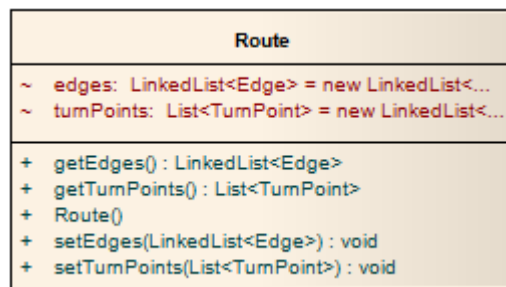 Route
~ edges: LinkedList<Edge> = new LinkedList<...
~ turnPoints: List<TurnPoint> = new LinkedList<...
+ getEdges() : LinkedList<Edge>
+ getTurnPoints() : List<TurnPoint>
+ Route()
+ setEdges(LinkedList<Edge>) : void
+ setTurnPoints(List<TurnPoint>) : void